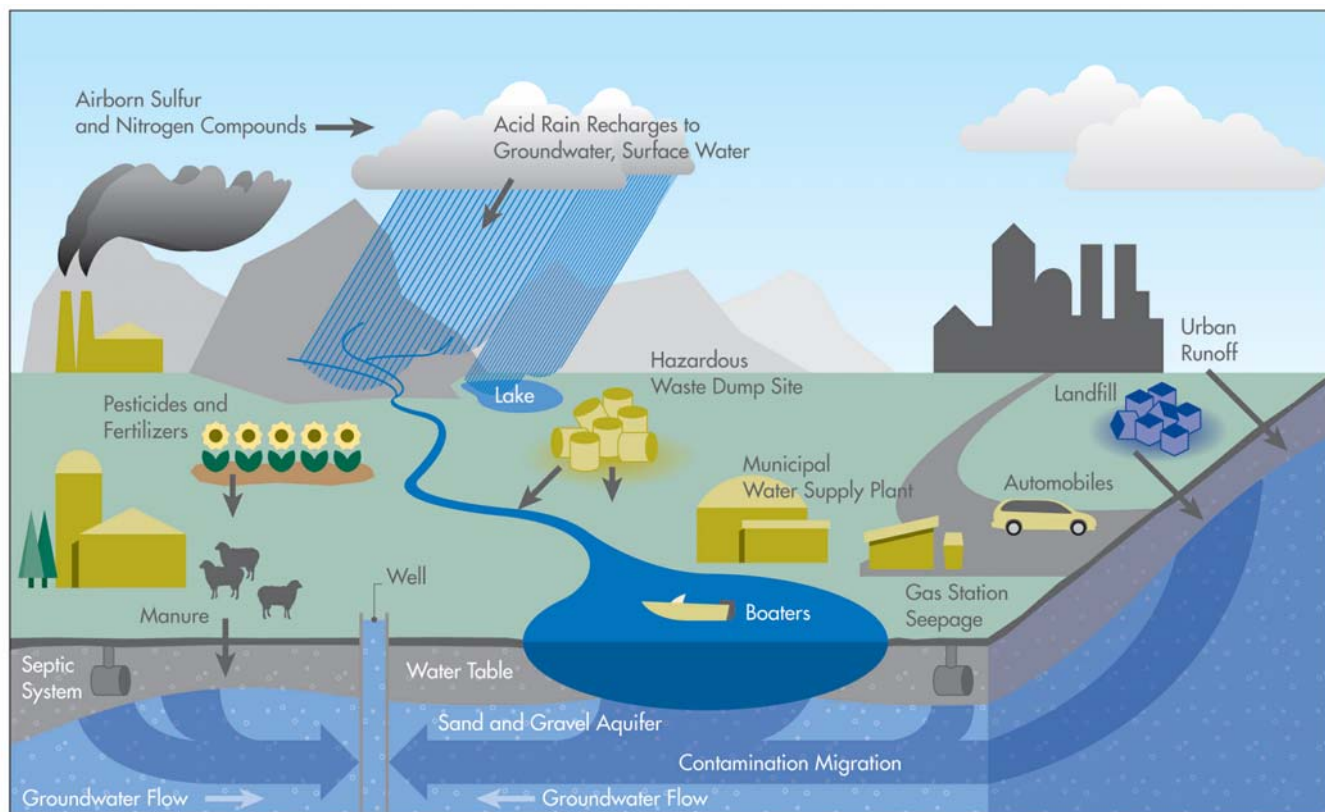 Airborn Sulfur
and Nitrogen Compounds
Acid Rain Recharges to
Groundwater, Surface Water
Urban
Runoff
Hazardous
Waste Dump Site
Lake
Landfill
Pesticides and
Fertilizers
Municipal
Water Supply Plant
Automobiles
Well
Gas Station
Seepage
Boaters
Manure
Septic
System
Water Table
Sand and Gravel Aquifer
Contamination Migration
Groundwater Flow
Groundwater Flow